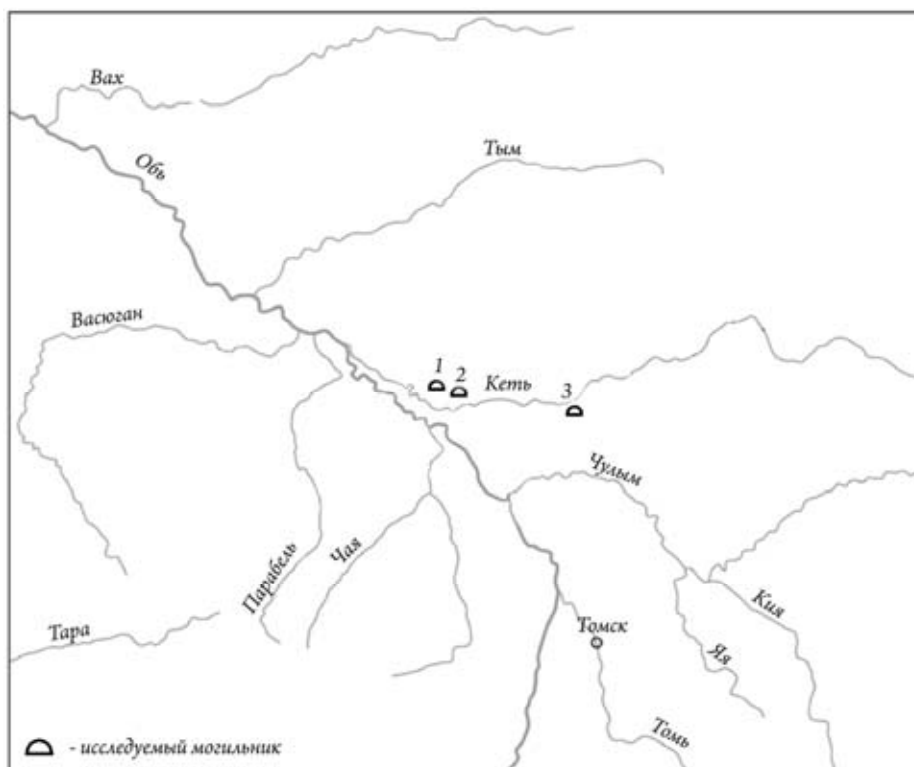 Вах
Обь
Тым
Васюган
1
2
Кеть
3
Чулым
Парабель
Чая
Тара
Томск
Кия
Яя
Томь
- исследуемый могильник